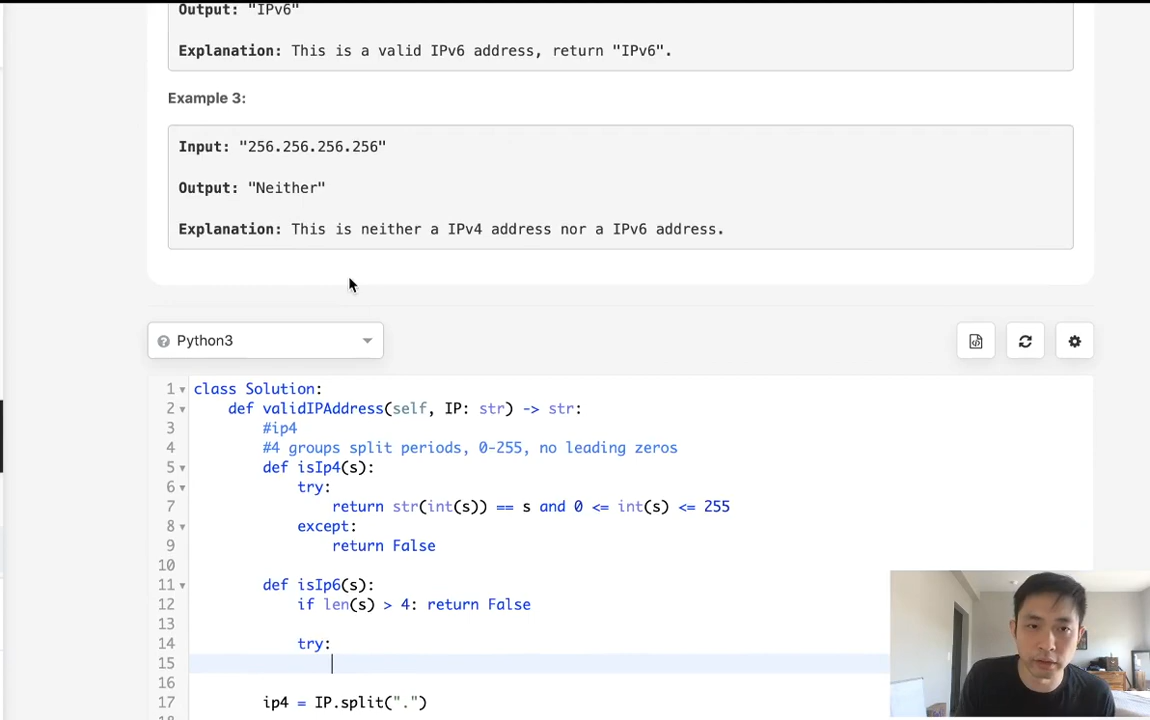 Output: "IPv6"
Explanation: This is a valid IPv6 address, return "IPv6".
Example 3:
Input: "256.256.256.256"
Output: "Neither"
Explanation: This is neither a IPv4 address nor a IPv6 address.
Python3
1 class Solution:
2 def validIPAddress(self, IP: str) -> str:
3 #ip4
4 #4 groups split periods, 0-255, no leading zeros
5 def isIp4(s):
6 try:
7 return str(int(s)) == s and 0 <= int(s) <= 255
8 except:
9 return False
10
11 def isIp6(s):
12 if len(s) > 4: return False
13
14 try:
15
16
17 ip4 = IP.split(".")
18